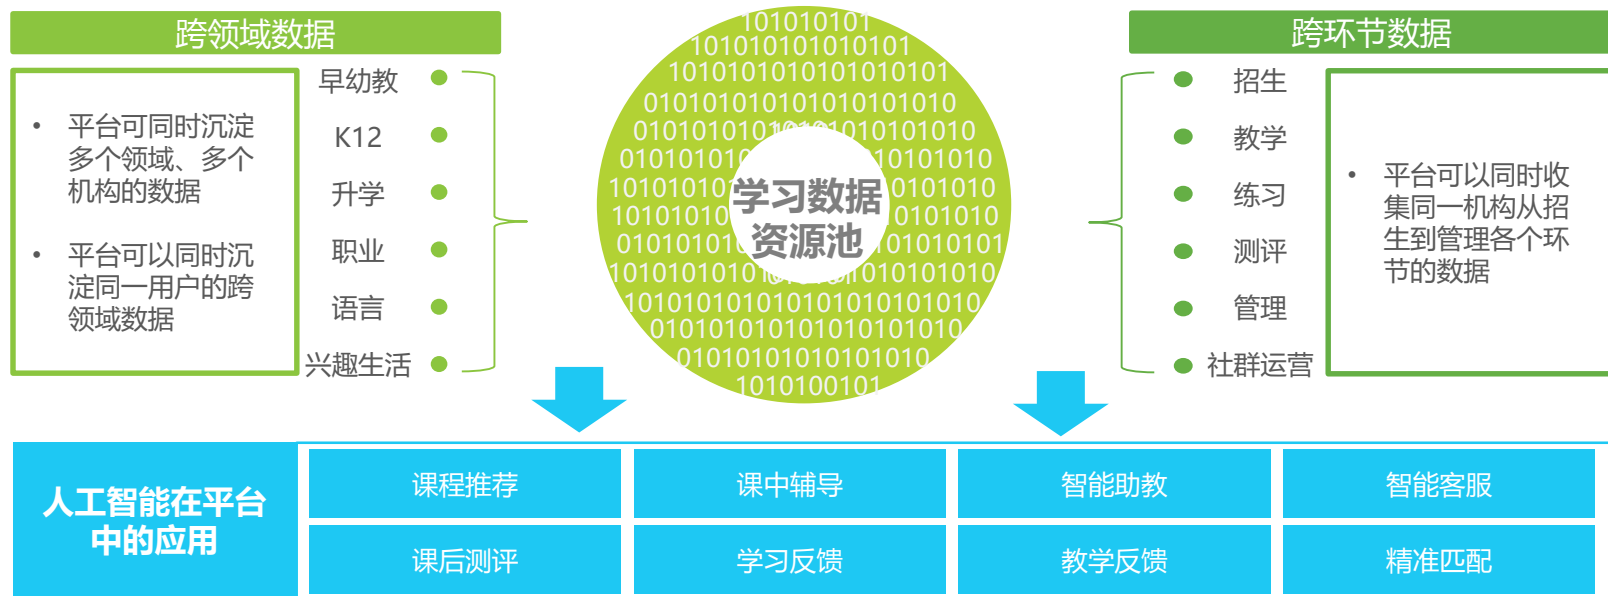 跨领域数据
• 平台可同时沉淀
多个领域、多个
机构的数据
• 平台可以同时沉
淀同一用户的跨
领域数据
早幼教
K12
升学
职业
语言
兴趣生活
101010101
10101010101010
101010101010101010
01010101010101010
学习数据
资源池
1010100101
跨环节数据
招生
教学
练习
测评
管理
社群运营
• 平台可以同时收
集同一机构从招
生到管理各个环
节的数据
人工智能在平台
中的应用
课程推荐
课中辅导
智能助教
智能客服
课后测评
学习反馈
教学反馈
精准匹配